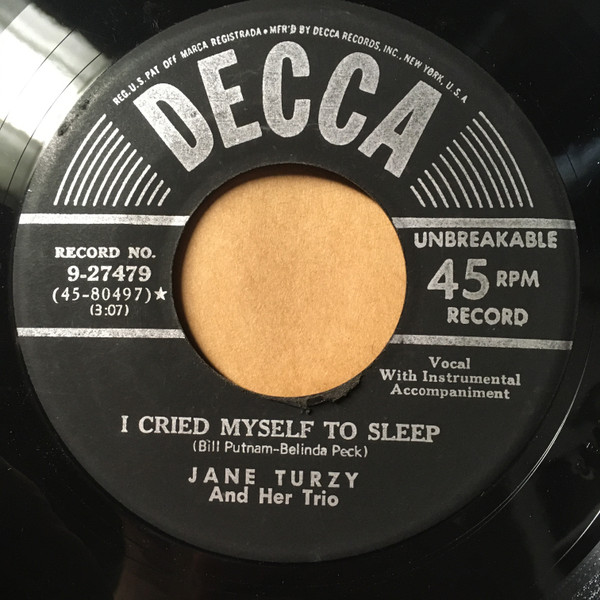 REG. U.S. PAT OFF MARCA REGISTRADA • MFR'D BY DECCA RECORDS, INC., NEW YORK, U.S.A
DECCA
RECORD NO.
9-27479
(45-80497)★
(3:07)
UNBREAKABLE
45 RPM
RECORD
Vocal
With Instrumental
Accompaniment
I CRIED MYSELF TO SLEEP
(Bill Putnam-Belinda Peck)
JANE TURZY
And Her Trio